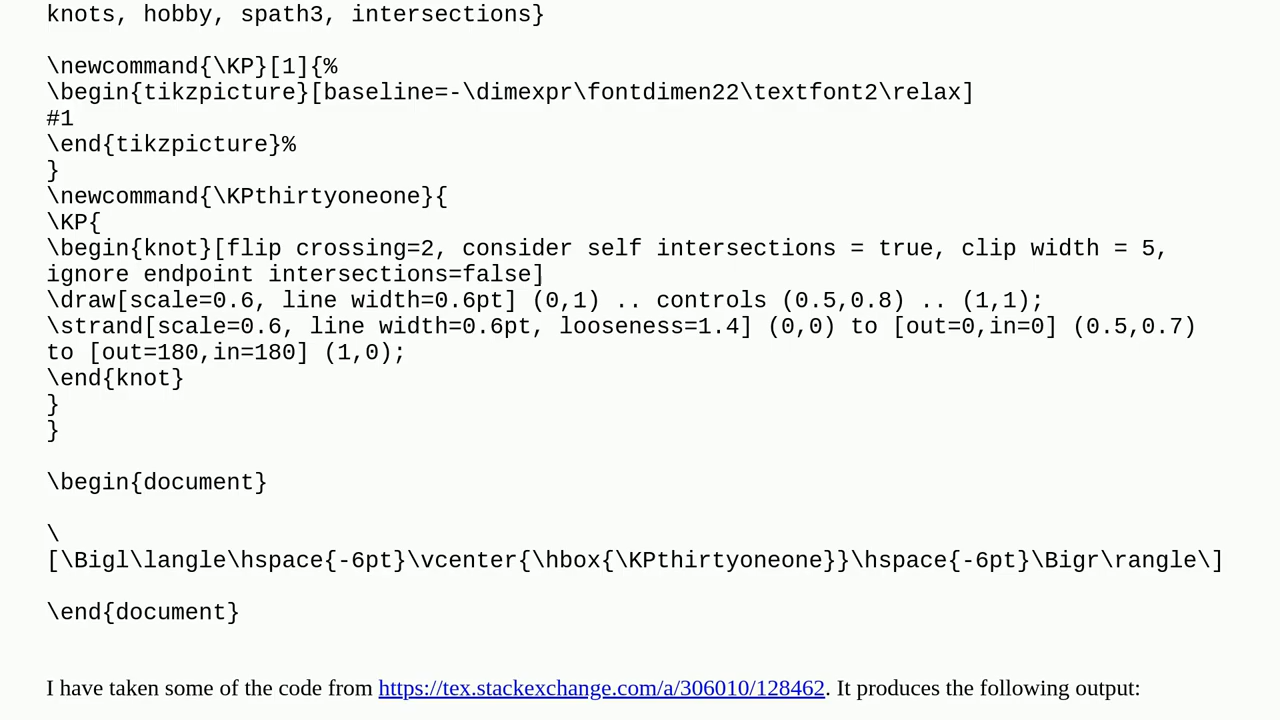 knots, hobby, spath3, intersections}
\newcommand{\KP}[1]{%
\begin{tikzpicture}[baseline=-\dimexpr\fontdimen22\textfont2\relax]
#1
\end{tikzpicture}%
}
\newcommand{\KPthirtyoneone}{
\KP{
\begin{knot}[flip crossing=2, consider self intersections = true, clip width = 5,
ignore endpoint intersections=false]
\draw[scale=0.6, line width=0.6pt] (0,1) .. controls (0.5,0.8) .. (1,1);
\strand[scale=0.6, line width=0.6pt, looseness=1.4] (0,0) to [out=0,in=0] (0.5,0.7)
to [out=180,in=180] (1,0);
\end{knot}
}
}
\begin{document}
\
[\Bigl\langle\hspace{-6pt}\vcenter{\hbox{\KPthirtyoneone}}\hspace{-6pt}\Bigr\rangle\]
\end{document}
I have taken some of the code from https://tex.stackexchange.com/a/306010/128462. It produces the following output: